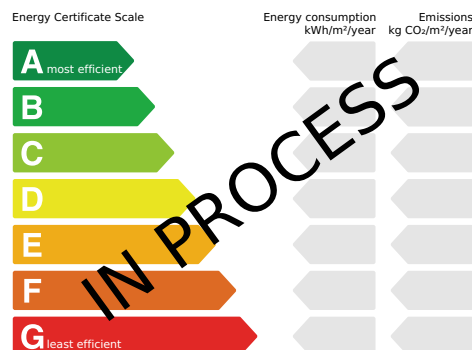 Energy Certificate Scale
Energy consumption
kWh/m²/year
Emissions
kg CO₂/m²/year
A most efficient
B
C
D
E
F
G least efficient
IN PROCESS